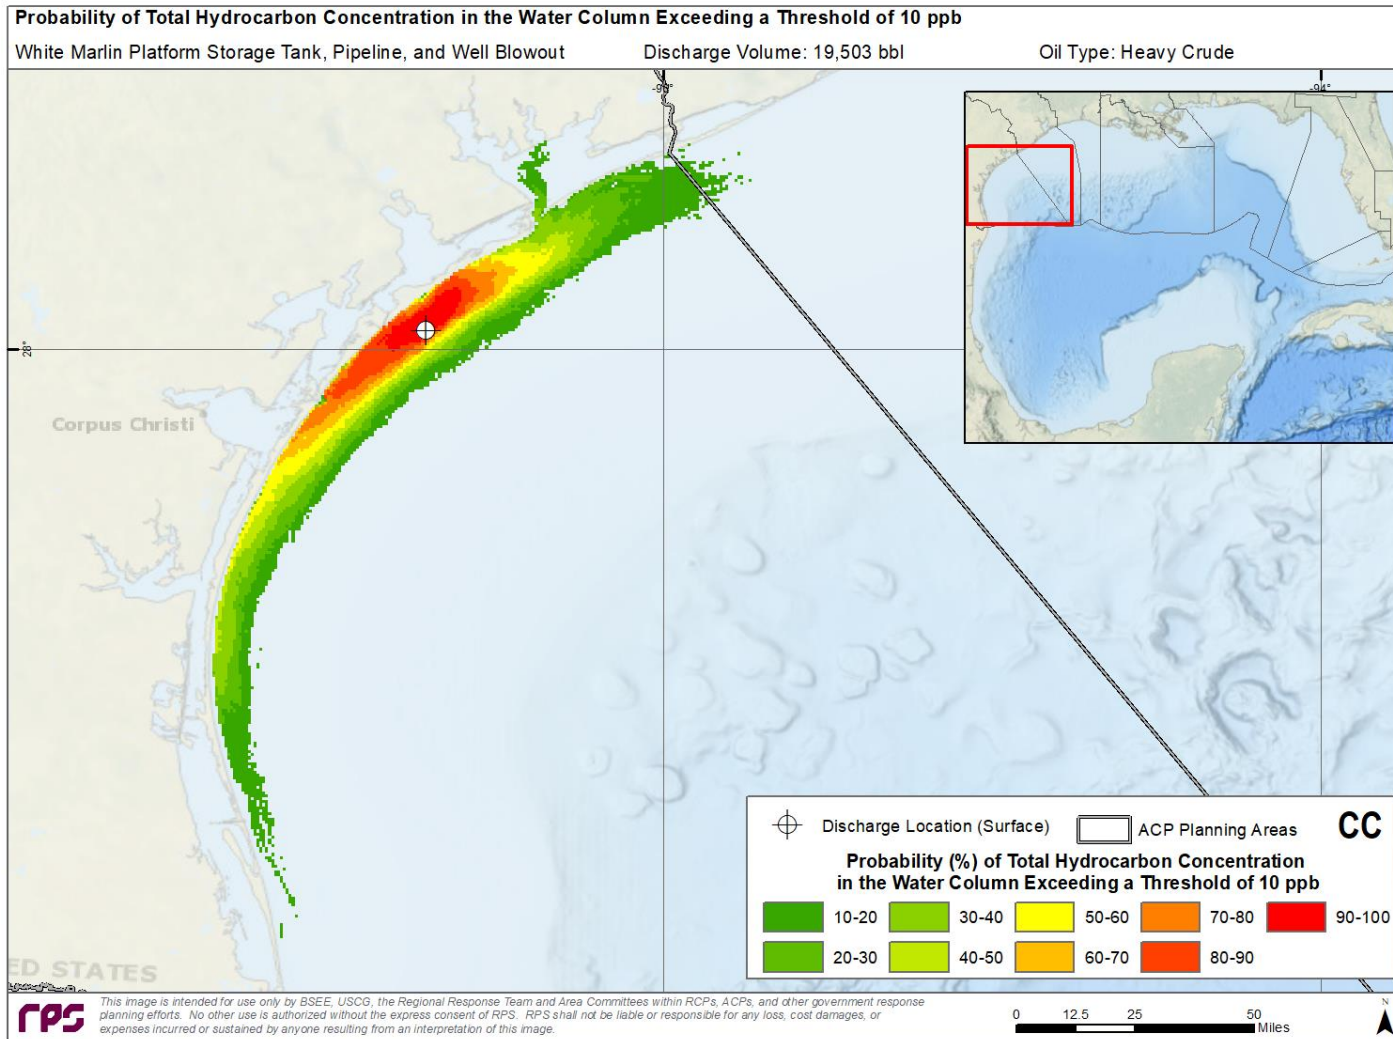 Probability of Total Hydrocarbon Concentration in the Water Column Exceeding a Threshold of 10 ppb
White Marlin Platform Storage Tank, Pipeline, and Well Blowout Discharge Volume: 19,503 bbl Oil Type: Heavy Crude
-94°
28°
Corpus Christi
ED STATES
Discharge Location (Surface) ACP Planning Areas CC
Probability (%) of Total Hydrocarbon Concentration
in the Water Column Exceeding a Threshold of 10 ppb
10-20 30-40 50-60 70-80 90-100
20-30 40-50 60-70 80-90
rps
This image is intended for use only by BSEE, USCG, the Regional Response Team and Area Committees within RCPs, ACPs, and other government response
planning efforts. No other use is authorized without the express consent of RPS. RPS shall not be liable or responsible for any loss, cost damages, or
expenses incurred or sustained by anyone resulting from an interpretation of this image.
0 12.5 25 50
Miles
N